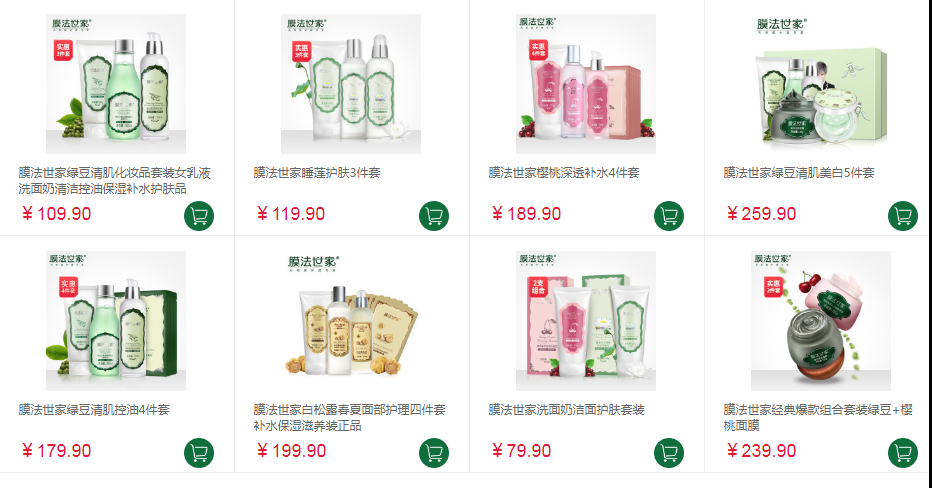 膜法世家
膜法世家
膜法世家
膜法世家
实惠
3件套
实惠
3件套
实惠
4件套
膜法世家绿豆清肌化妆品套装女乳液
洗面奶清洁控油保湿补水护肤品
膜法世家睡莲护肤3件套
膜法世家樱桃深透补水4件套
膜法世家绿豆清肌美白5件套
￥109.90
￥119.90
￥189.90
￥259.90
膜法世家
膜法世家
膜法世家
膜法世家
实惠
4件套
2支
组合
实惠
2件套
膜法世家绿豆清肌控油4件套
膜法世家白松露春夏面部护理四件套
补水保湿滋养装正品
膜法世家洗面奶洁面护肤套装
膜法世家经典爆款组合套装绿豆+樱
桃面膜
￥179.90
￥199.90
￥79.90
￥239.90